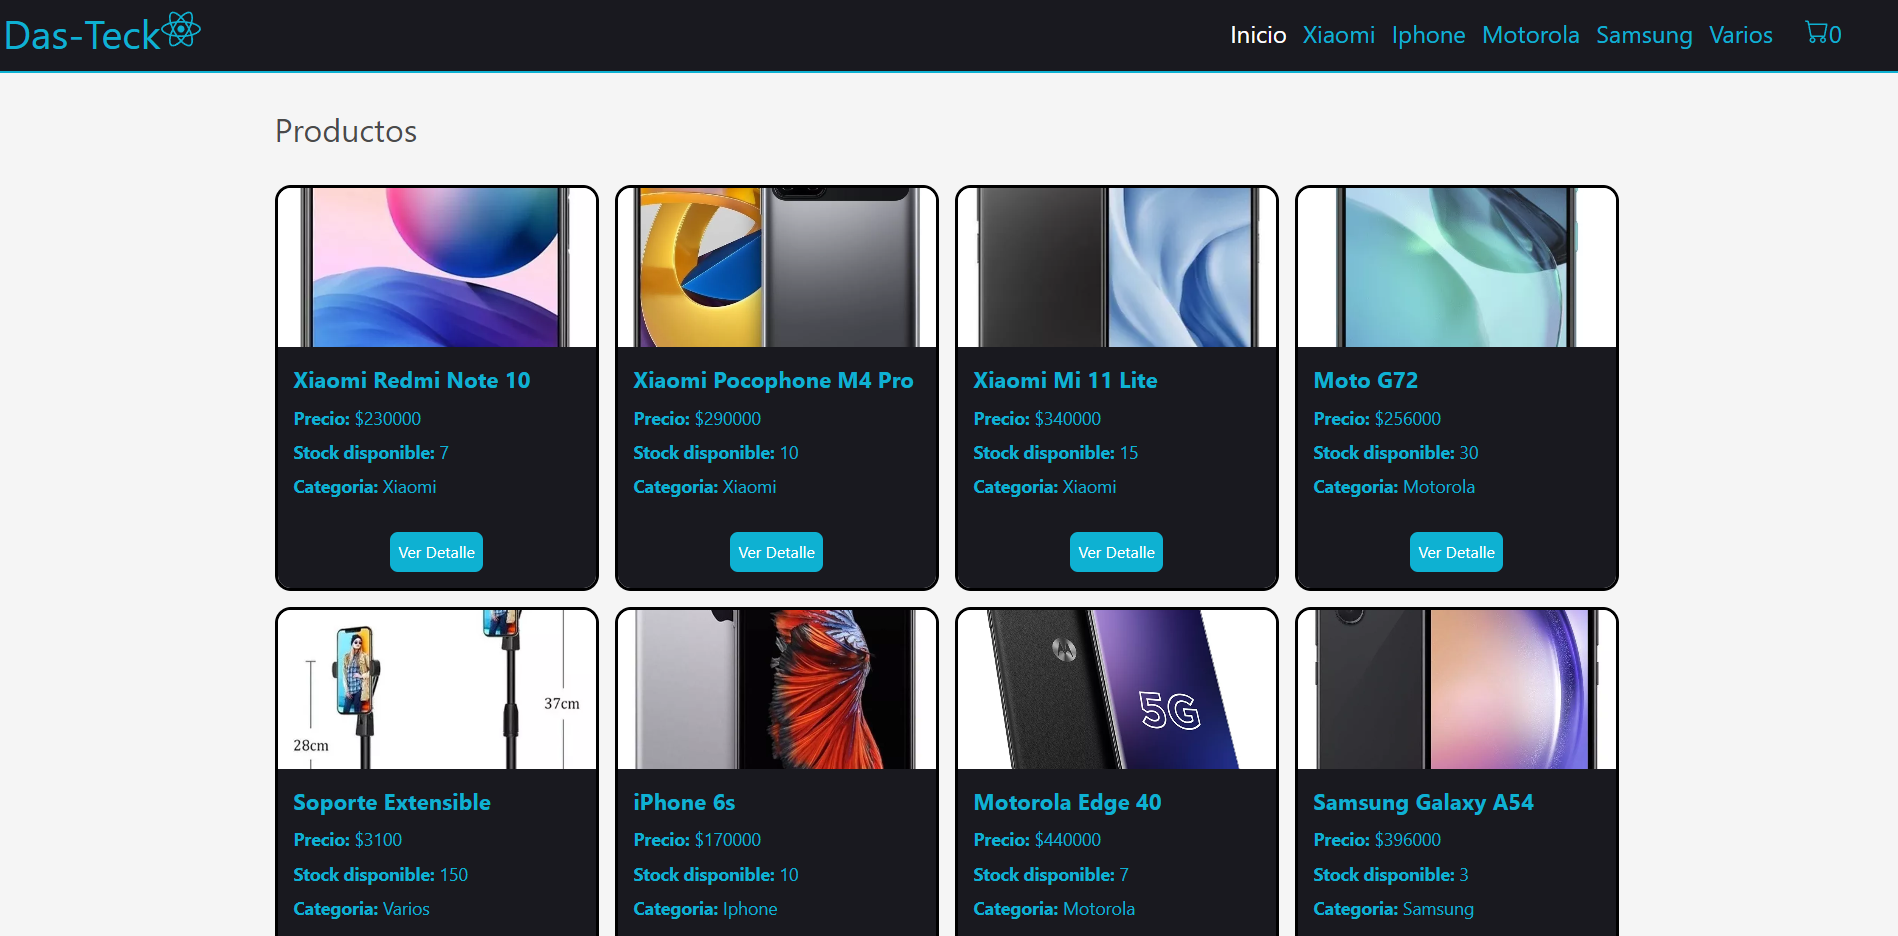 Das-Teck
Inicio Xiaomi Iphone Motorola Samsung Varios 0
Productos
Xiaomi Redmi Note 10
Precio: $230000
Stock disponible: 7
Categoria: Xiaomi
Ver Detalle
Xiaomi Pocophone M4 Pro
Precio: $290000
Stock disponible: 10
Categoria: Xiaomi
Ver Detalle
Xiaomi Mi 11 Lite
Precio: $340000
Stock disponible: 15
Categoria: Xiaomi
Ver Detalle
Moto G72
Precio: $256000
Stock disponible: 30
Categoria: Motorola
Ver Detalle
28cm
37cm
Soporte Extensible
Precio: $3100
Stock disponible: 150
Categoria: Varios
iPhone 6s
Precio: $170000
Stock disponible: 10
Categoria: Iphone
5G
Motorola Edge 40
Precio: $440000
Stock disponible: 7
Categoria: Motorola
Samsung Galaxy A54
Precio: $396000
Stock disponible: 3
Categoria: Samsung